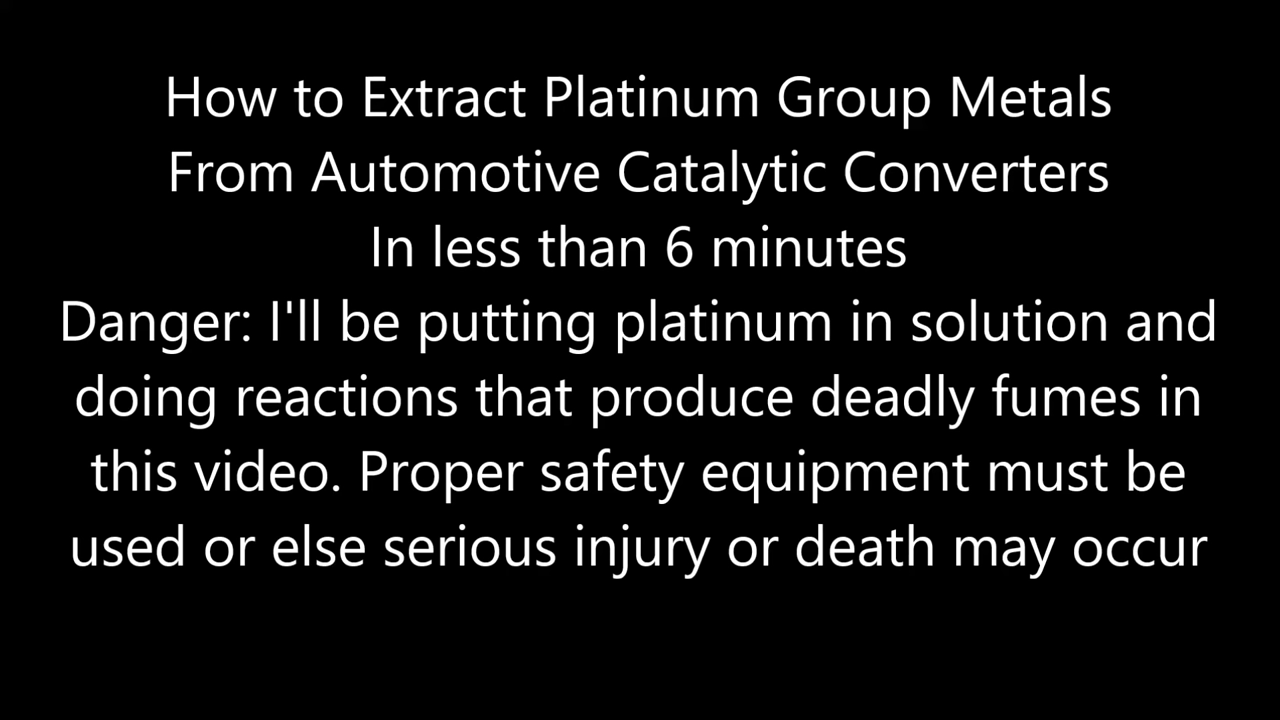 How to Extract Platinum Group Metals
From Automotive Catalytic Converters
In less than 6 minutes
Danger: I'll be putting platinum in solution and
doing reactions that produce deadly fumes in
this video. Proper safety equipment must be
used or else serious injury or death may occur